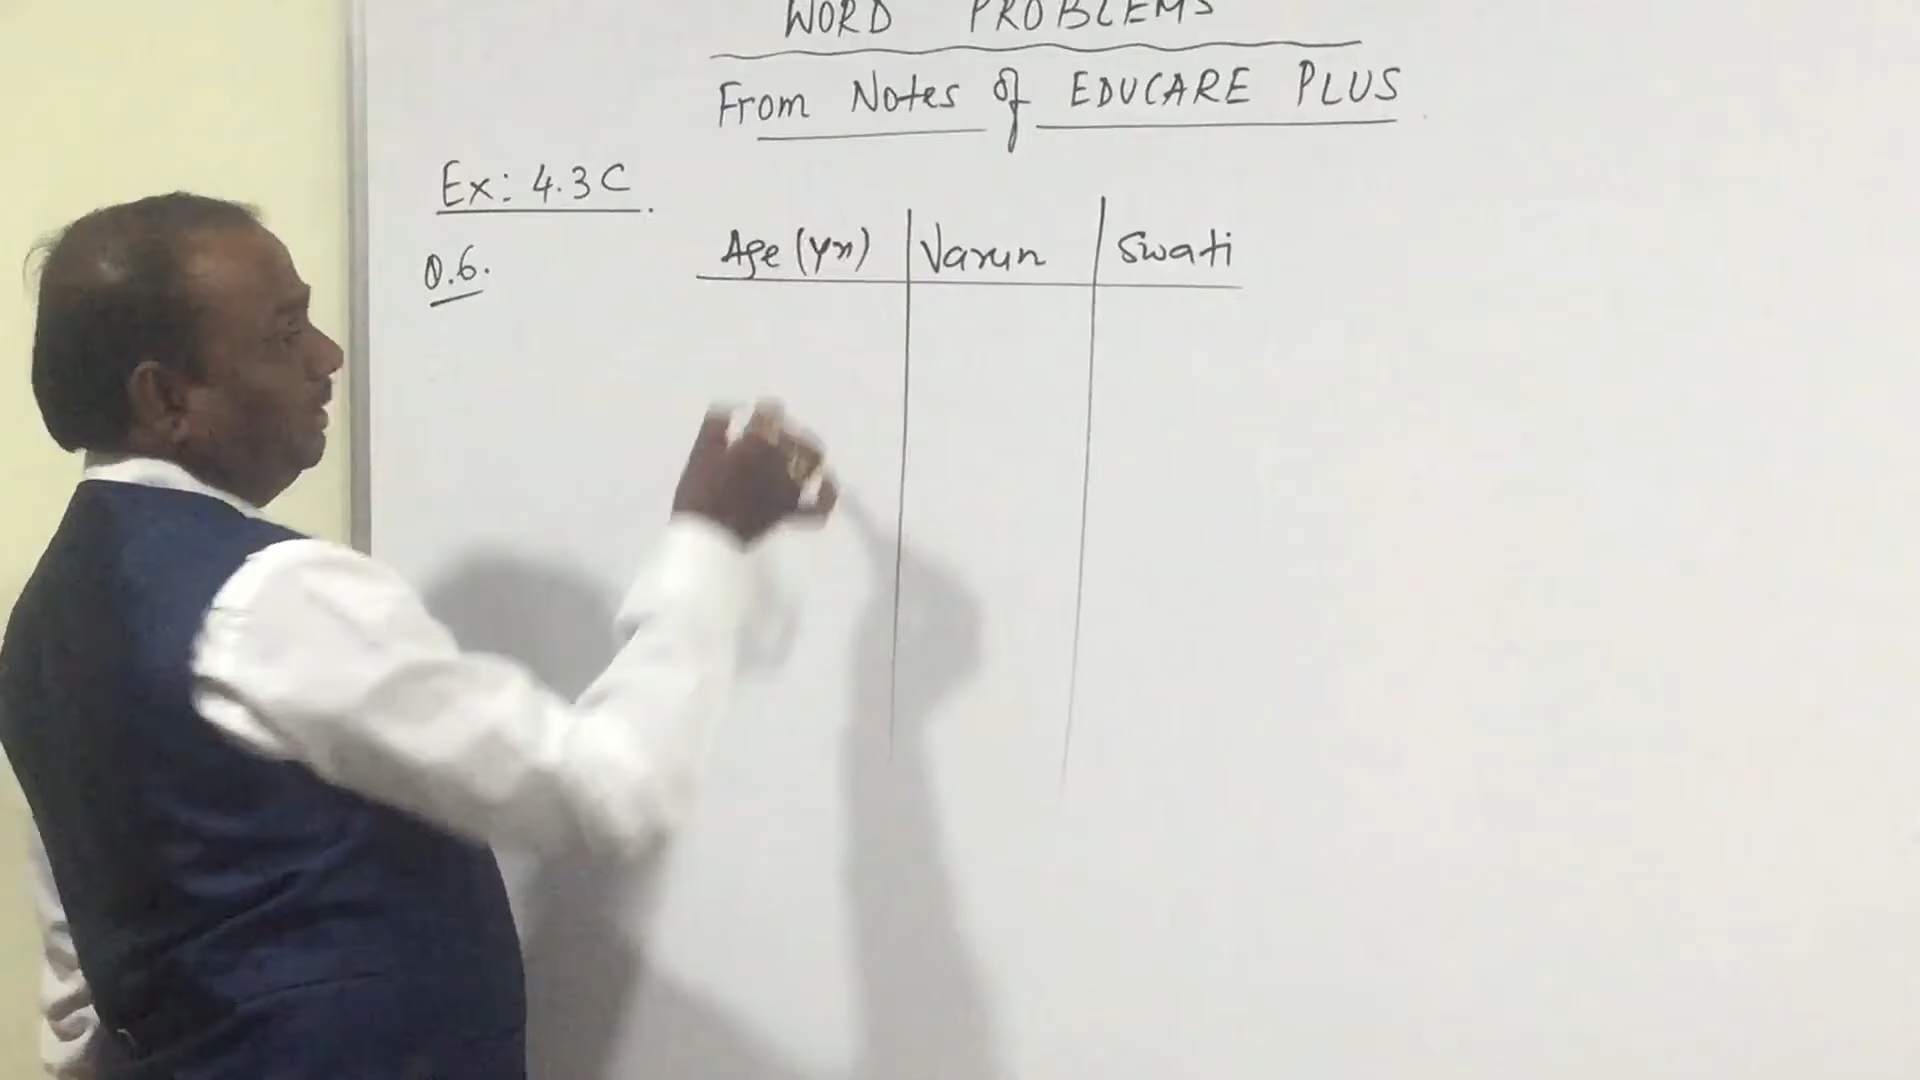 WORD PROBLEMS
From Notes of EDUCARE PLUS
Ex: 4.3C
Q.6.
Age (yr) Varun Swati